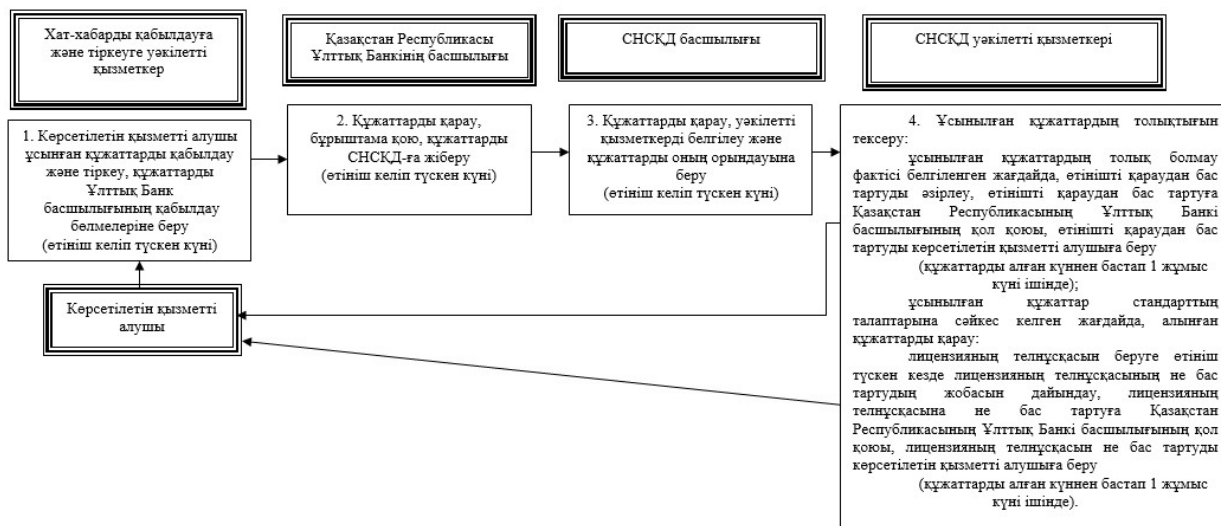 Хат-хабарды қабылдауға
және тіркеуге уәкілетті
қызметкер
Қазақстан Республикасы
Ұлттық Банкінің басшылығы
СНСҚД басшылығы
СНСҚД уәкілетті қызметкері
1. Көрсетілетін қызметті алушы
ұсынған құжаттарды қабылдау
және тіркеу, құжаттарды
Ұлттық Банк
басшылығының қабылдау
бөлмелеріне беру
(өтініш келіп түскен күні)
2. Құжаттарды қарау,
бұрыштама қою, құжаттарды
СНСҚД-ға жіберу
(өтініш келіп түскен күні)
3. Құжаттарды қарау, уәкілетті
қызметкерді белгілеу және
құжаттарды оның орындауына
беру
(өтініш келіп түскен күні)
4. Ұсынылған құжаттардың толықтығын
тексеру:
ұсынылған құжаттардың толық болмау
фактісі белгіленген жағдайда, өтінішті қараудан бас
тартуды әзірлеу, өтінішті қараудан бас тартуға
Қазақстан Республикасының Ұлттық Банкі
басшылығының қол қоюы, өтінішті қараудан бас
тартуды көрсетілетін қызметті алушыға беру
(құжаттарды алған күннен бастап 1 жұмыс
күні ішінде);
ұсынылған құжаттар стандарттың
талаптарына сәйкес келген жағдайда, алынған
құжаттарды қарау:
лицензияның телнұсқасын беруге өтініш
түскен кезде лицензияның телнұсқасының не бас
тартудың жобасын дайындау, лицензияның
телнұсқасына не бас тартуға Қазақстан
Республикасының Ұлттық Банкі басшылығының қол
қоюы, лицензияның телнұсқасын не бас тартуды
көрсетілетін қызметті алушыға беру
(құжаттарды алған күннен бастап 1 жұмыс
күні ішінде).
Көрсетілетін қызметті
алушы